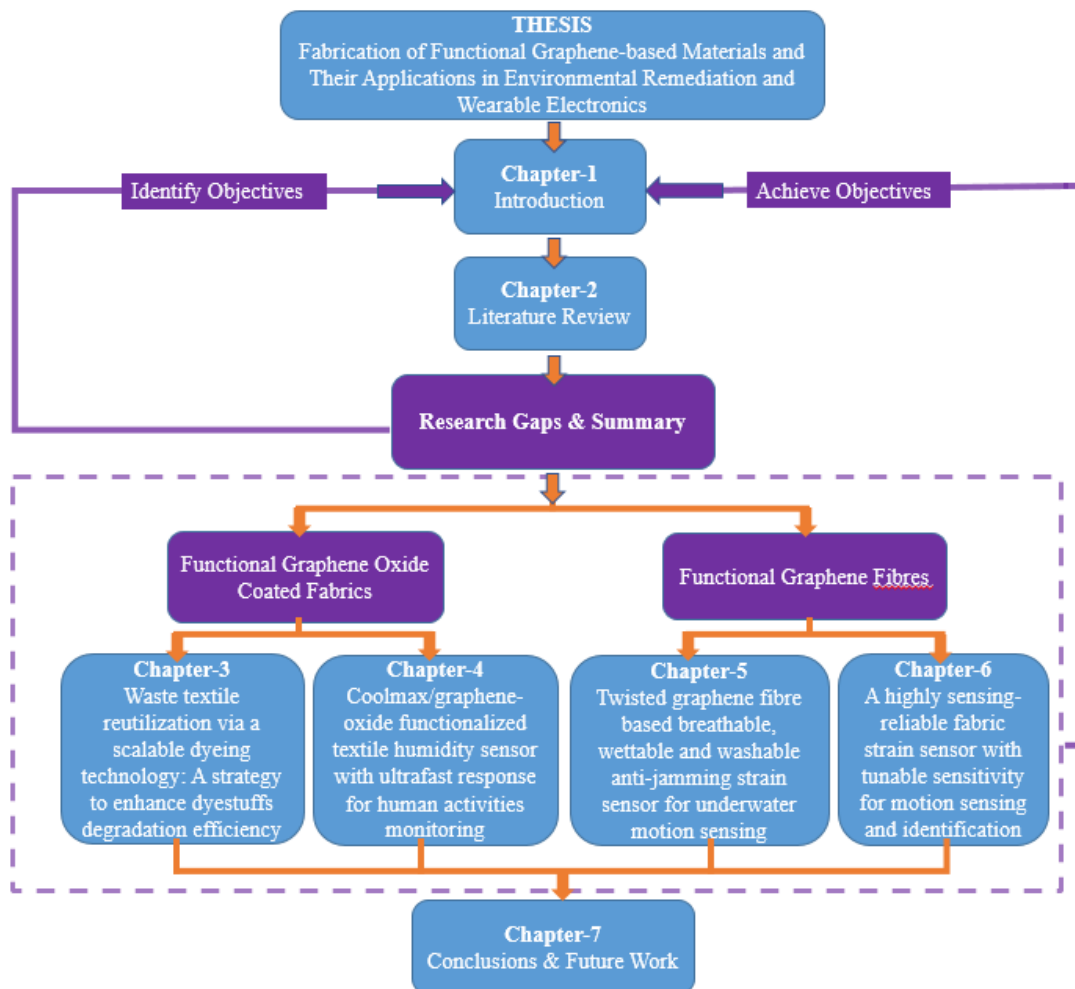 THESIS
Fabrication of Functional Graphene-based Materials and
Their Applications in Environmental Remediation and
Wearable Electronics
Identify Objectives
Chapter-1
Introduction
Achieve Objectives
Chapter-2
Literature Review
Research Gaps & Summary
Functional Graphene Oxide
Coated Fabrics
Functional Graphene Fibres
Chapter-3
Waste textile
reutilization via a
scalable dyeing
technology: A strategy
to enhance dyestuffs
degradation efficiency
Chapter-4
Coolmax/graphene-
oxide functionalized
textile humidity sensor
with ultrafast response
for human activities
monitoring
Chapter-5
Twisted graphene fibre
based breathable,
wettable and washable
anti-jamming strain
sensor for underwater
motion sensing
Chapter-6
A highly sensing-
reliable fabric
strain sensor with
tunable sensitivity
for motion sensing
and identification
Chapter-7
Conclusions & Future Work